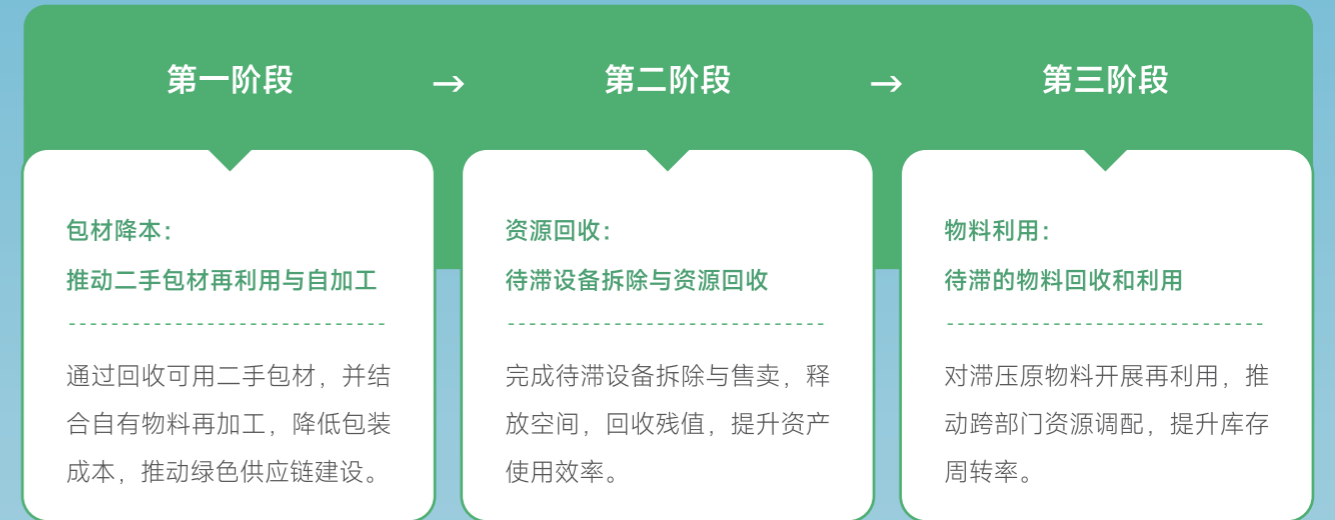 第一阶段
→
第二阶段
→
第三阶段
包材降本：
推动二手包材再利用与自加工
通过回收可用二手包材，并结
合自有物料再加工，降低包装
成本，推动绿色供应链建设。
资源回收：
待滞设备拆除与资源回收
完成待滞设备拆除与售卖，释
放空间，回收残值，提升资产
使用效率。
物料利用：
待滞的物料回收和利用
对滞压原物料开展再利用，推
动跨部门资源调配，提升库存
周转率。